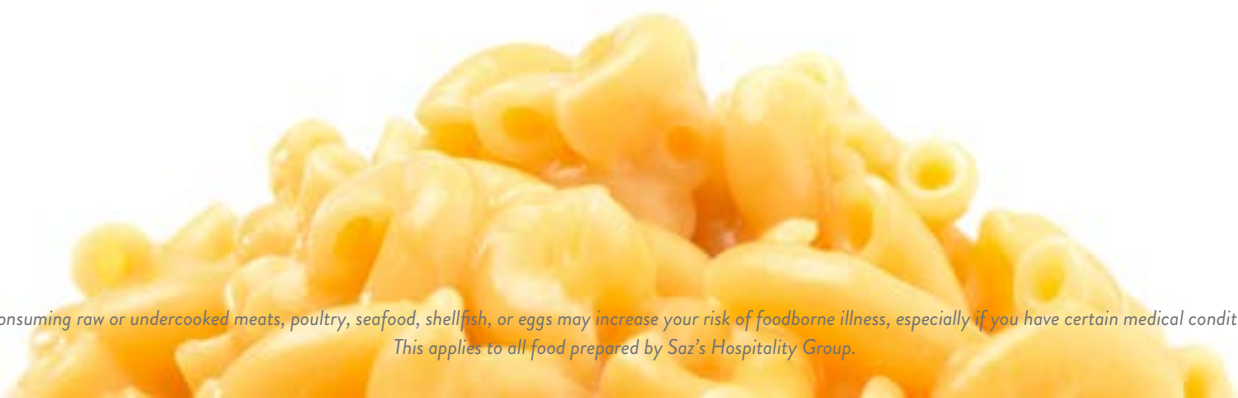 onsuming raw or undercooked meats, poultry, seafood, shellfish, or eggs may increase your risk of foodborne illness, especially if you have certain medical condit
This applies to all food prepared by Saz's Hospitality Group.